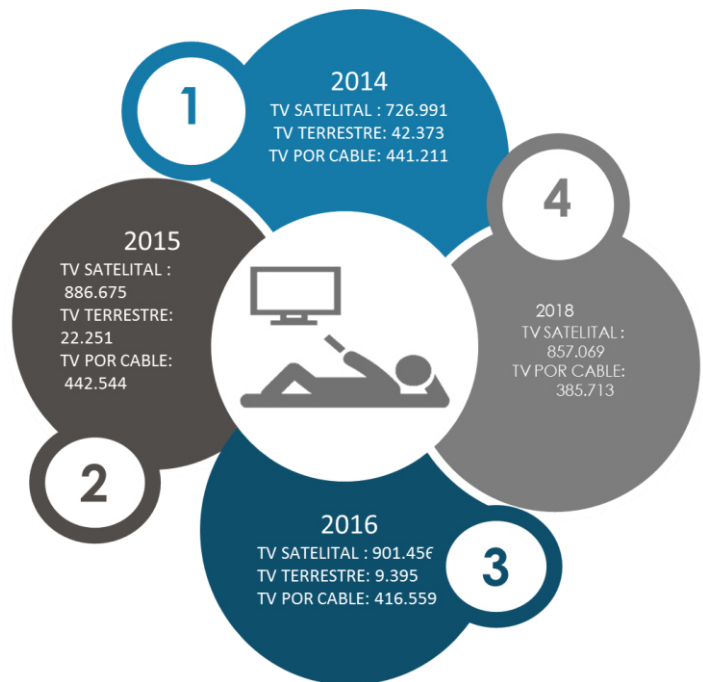 1
2014
TV SATELITAL : 726.991
TV TERRESTRE: 42.373
TV POR CABLE: 441.211
2
2015
TV SATELITAL :
886.675
TV TERRESTRE:
22.251
TV POR CABLE:
442.544
3
2016
TV SATELITAL : 901.456
TV TERRESTRE: 9.395
TV POR CABLE: 416.559
4
2018
TV SATELITAL :
857.069
TV POR CABLE:
385.713